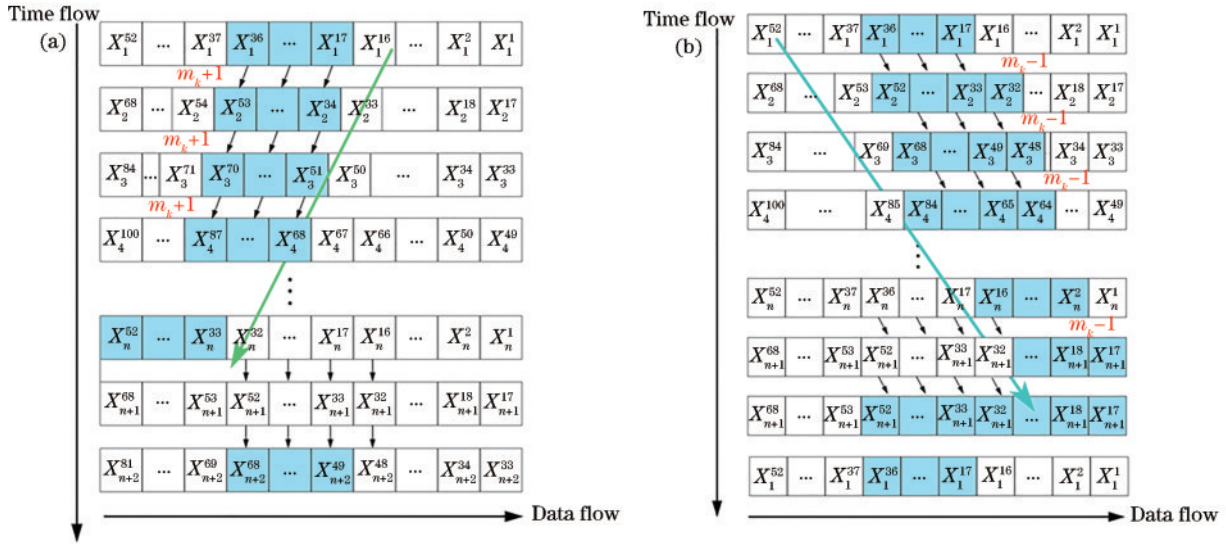 Time flow
(a)
X_1^52 ... X_1^37 X_1^36 ... X_1^17 X_1^16 ... X_1^2 X_1^1
m_k+1
X_2^68 ... X_2^54 X_2^53 ... X_2^34 X_2^33 ... X_2^18 X_2^17
m_k+1
X_3^84 ... X_3^71 X_3^70 ... X_3^51 X_3^50 ... X_3^34 X_3^33
m_k+1
X_4^100 ... X_4^87 ... X_4^68 X_4^67 X_4^66 ... X_4^50 X_4^49
⋮
X_n^52 ... X_n^33 X_n^32 ... X_n^17 X_n^16 ... X_n^2 X_n^1
X_{n+1}^68 ... X_{n+1}^53 X_{n+1}^52 ... X_{n+1}^33 X_{n+1}^32 ... X_{n+1}^18 X_{n+1}^17
X_{n+2}^81 ... X_{n+2}^69 X_{n+2}^68 ... X_{n+2}^49 X_{n+2}^48 ... X_{n+2}^34 X_{n+2}^33
Data flow
Time flow
(b)
X_1^52 ... X_1^37 X_1^36 ... X_1^17 X_1^16 ... X_1^2 X_1^1
m_k-1
X_2^68 ... X_2^53 X_2^52 ... X_2^33 X_2^32 ... X_2^18 X_2^17
m_k-1
X_3^84 ... X_3^69 X_3^68 ... X_3^49 X_3^48 ... X_3^34 X_3^33
m_k-1
X_4^100 ... X_4^85 X_4^84 ... X_4^65 X_4^64 ... X_4^49
⋮
X_n^52 ... X_n^37 X_n^36 ... X_n^17 X_n^16 ... X_n^2 X_n^1
m_k-1
X_{n+1}^68 ... X_{n+1}^53 X_{n+1}^52 ... X_{n+1}^33 X_{n+1}^32 ... X_{n+1}^18 X_{n+1}^17
X_{n+1}^68 ... X_{n+1}^53 X_{n+1}^52 ... X_{n+1}^33 X_{n+1}^32 ... X_{n+1}^18 X_{n+1}^17
X_1^52 ... X_1^37 X_1^36 ... X_1^17 X_1^16 ... X_1^2 X_1^1
Data flow